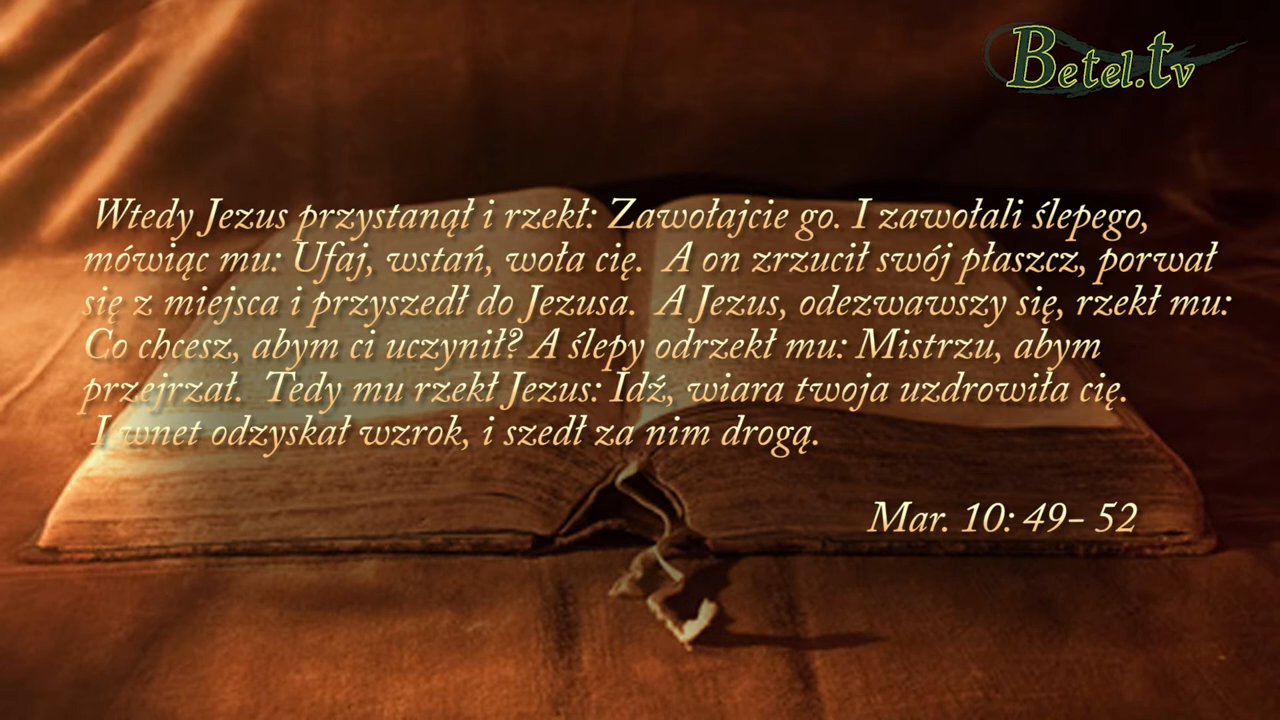 Betel.tv
Wtedy Jezus przystanął i rzekł: Zawołajcie go. I zawołali ślepego,
mówiąc mu: Ufaj, wstań, woła cię. A on zrzucił swój płaszcz, porwał
się z miejsca i przyszedł do Jezusa. A Jezus, odezwawszy się, rzekł mu:
Co chcesz, abym ci uczynił? A ślepy odrzekł mu: Mistrzu, abym
przejrzał. Tedy mu rzekł Jezus: Idź, wiara twoja uzdrowiła cię.
I wnet odzyskał wzrok, i szedł za nim drogą.
Mar. 10: 49- 52